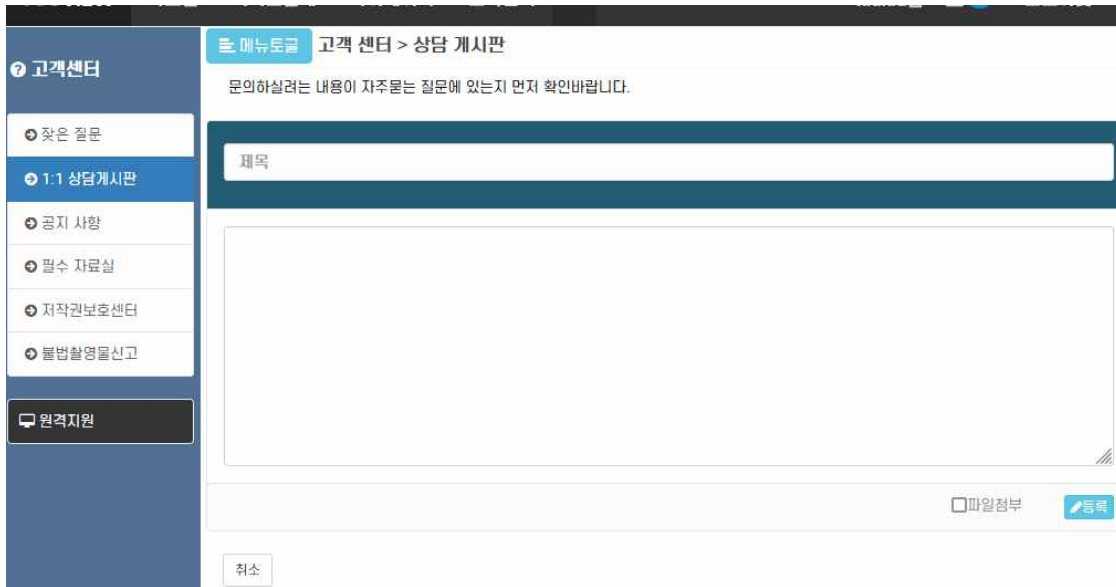 메뉴토글 고객 센터 > 상담 게시판
고객센터
문의하실려는 내용이 자주묻는 질문에 있는지 먼저 확인바랍니다.
잦은 질문
1:1 상담게시판
공지 사항
필수 자료실
저작권보호센터
불법촬영물신고
원격지원
제목
파일첨부
등록
취소